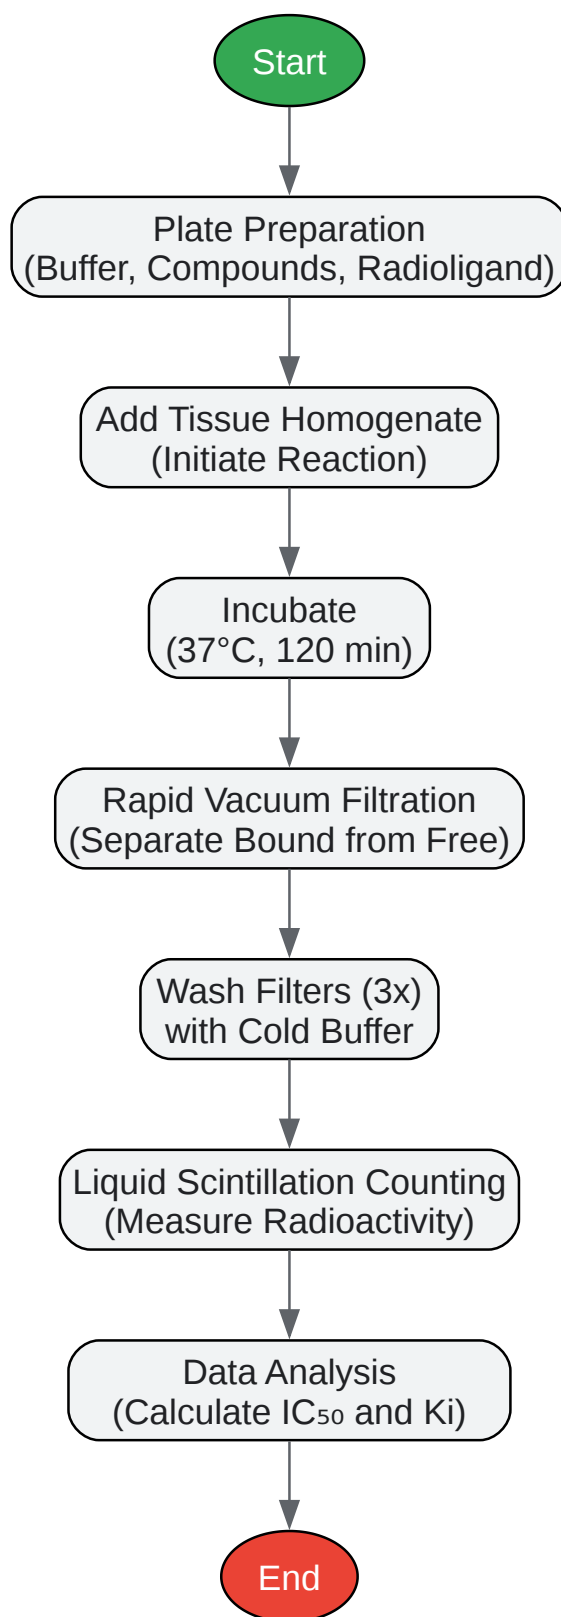 Start
Plate Preparation
(Buffer, Compounds, Radioligand)
Add Tissue Homogenate
(Initiate Reaction)
Incubate
(37°C, 120 min)
Rapid Vacuum Filtration
(Separate Bound from Free)
Wash Filters (3x)
with Cold Buffer
Liquid Scintillation Counting
(Measure Radioactivity)
Data Analysis
(Calculate IC₅₀ and Ki)
End